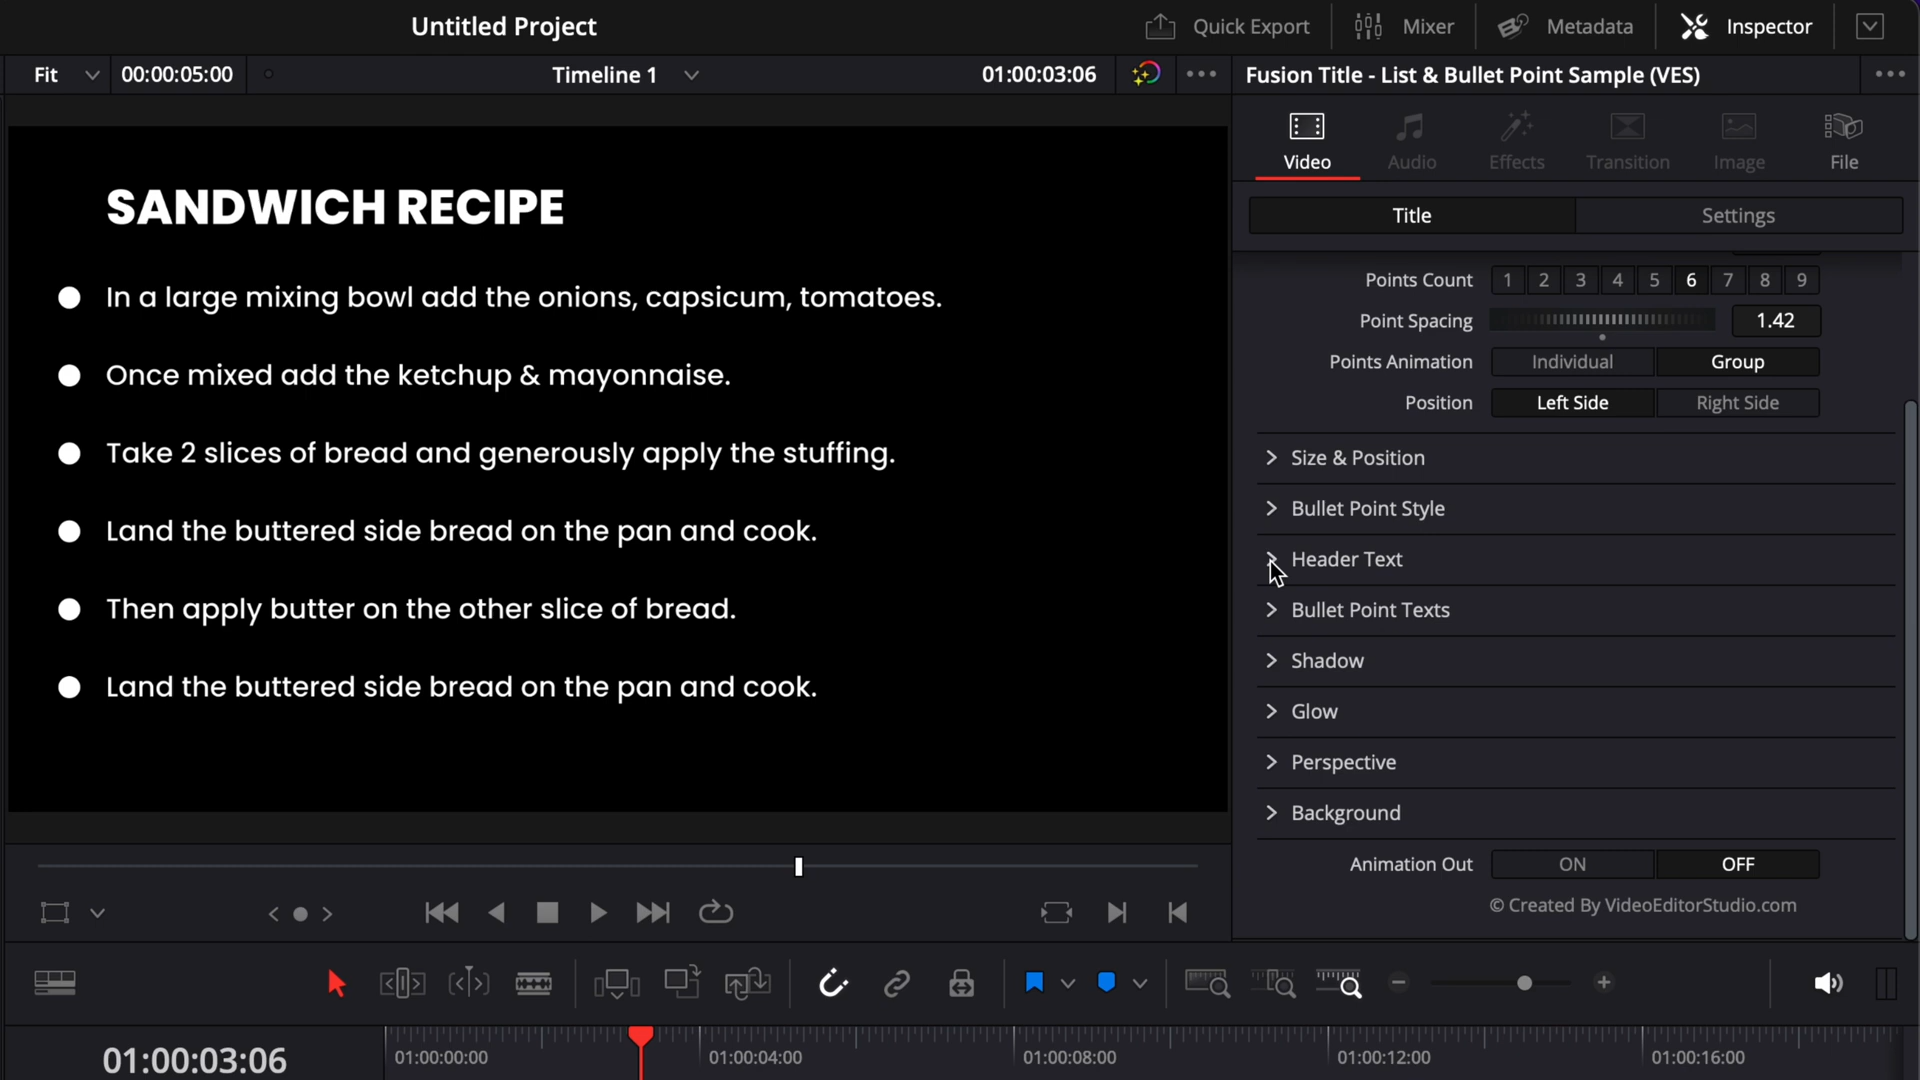 Untitled Project
Quick Export
Mixer
Metadata
Inspector
Fit
00:00:05:00
Timeline 1
01:00:03:06
Fusion Title - List & Bullet Point Sample (VES)
Video
Audio
Effects
Transition
Image
File
Title
Settings
SANDWICH RECIPE
In a large mixing bowl add the onions, capsicum, tomatoes.
Once mixed add the ketchup & mayonnaise.
Take 2 slices of bread and generously apply the stuffing.
Land the buttered side bread on the pan and cook.
Then apply butter on the other slice of bread.
Land the buttered side bread on the pan and cook.
Points Count 1 2 3 4 5 6 7 8 9
Point Spacing 1.42
Points Animation Individual Group
Position Left Side Right Side
Size & Position
Bullet Point Style
Header Text
Bullet Point Texts
Shadow
Glow
Perspective
Background
Animation Out ON OFF
© Created By VideoEditorStudio.com
01:00:03:06
01:00:00:00
01:00:04:00
01:00:08:00
01:00:12:00
01:00:16:00